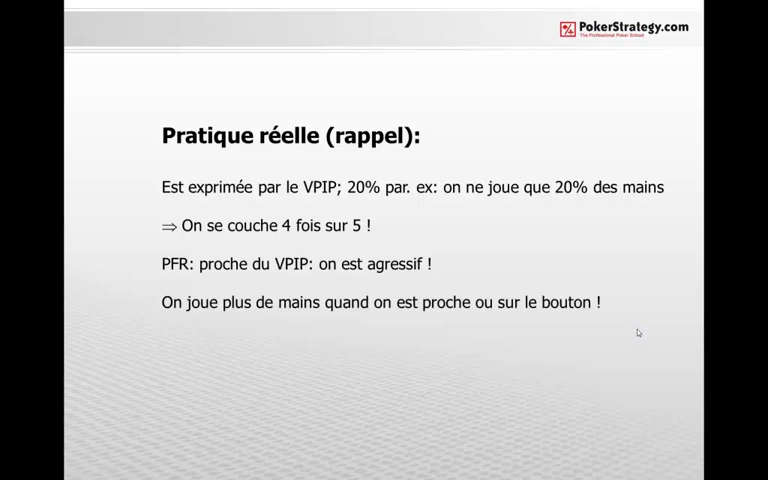 PokerStrategy.com
The Professional Poker School
Pratique réelle (rappel):
Est exprimée par le VPIP; 20% par. ex: on ne joue que 20% des mains
⇒ On se couche 4 fois sur 5 !
PFR: proche du VPIP: on est agressif !
On joue plus de mains quand on est proche ou sur le bouton !